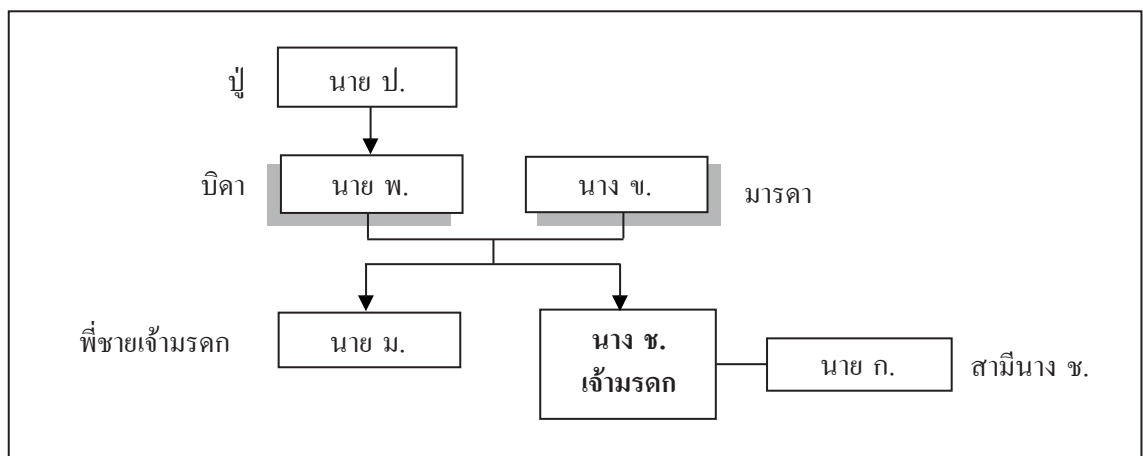 ปู่ นาย ป.
บิดา นาย พ. นาง ข. มารดา
พี่ชายเจ้ามรดก นาย ม. นาง ช.
เจ้ามรดก นาย ก. สามีนาง ช.